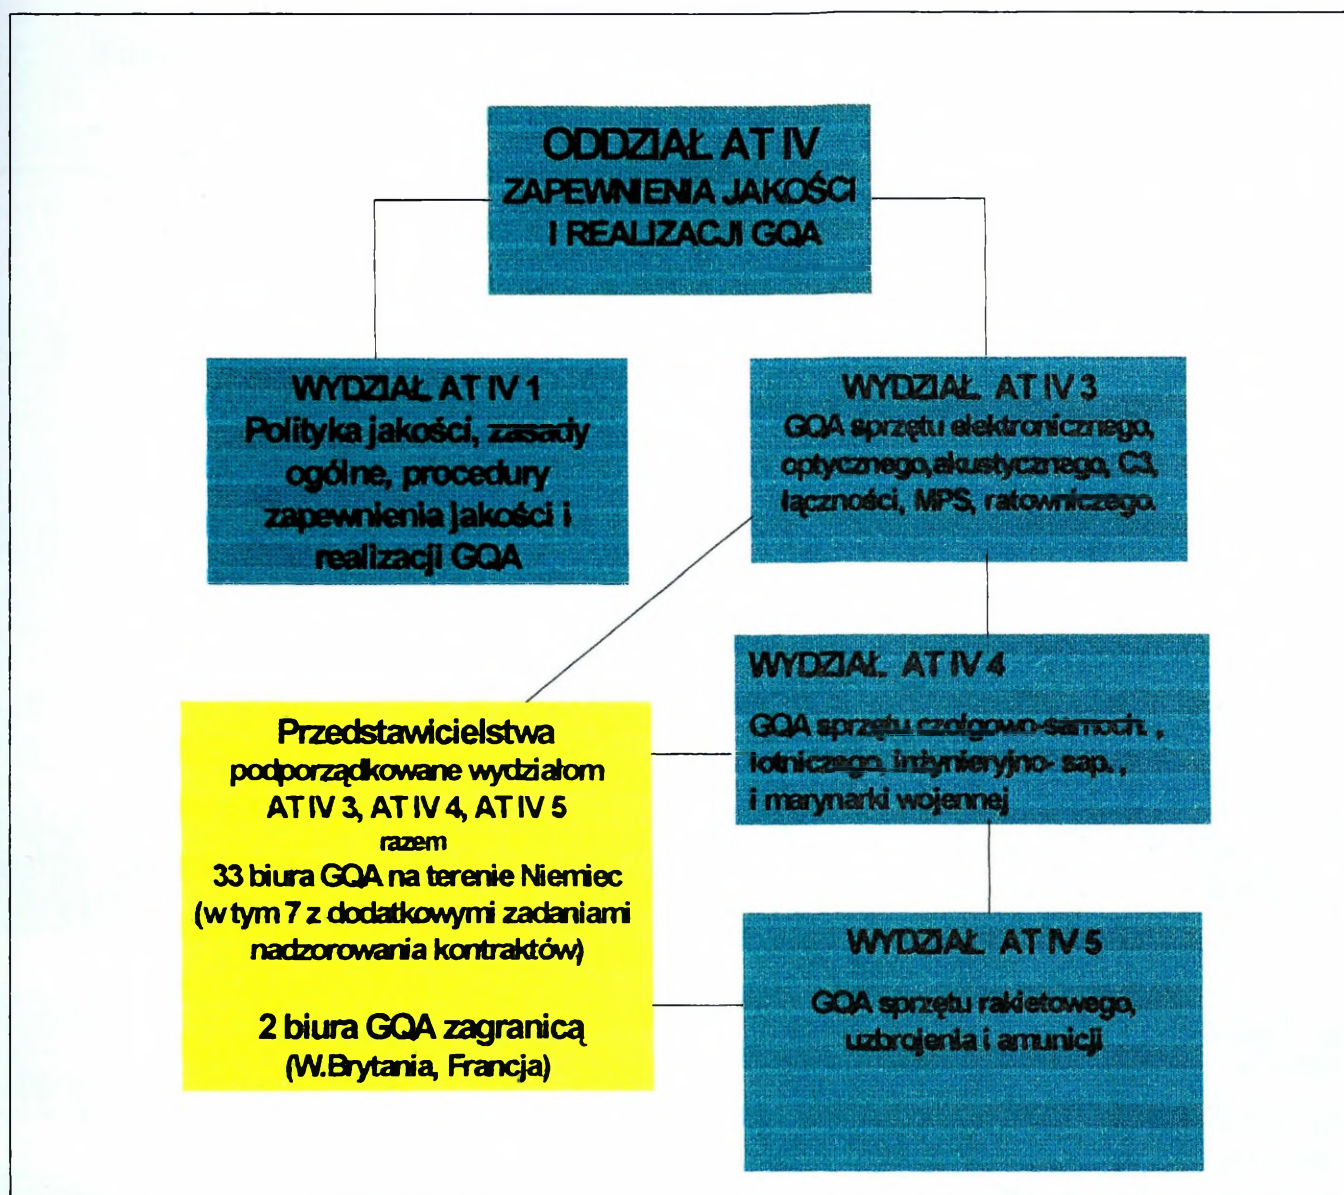 ODDZIAŁ AT IV
ZAPEWNIENIA JAKOŚCI
I REALIZACJI GQA
WYDZIAŁ AT IV 1
Polityka jakości, zasady
ogólne, procedury
zapewnienia jakości i
realizacji GQA
WYDZIAŁ AT IV 3
GQA sprzętu elektronicznego,
optycznego,akustycznego, C3,
łączności, MPS, ratowniczego.
WYDZIAŁ AT IV 4
GQA sprzętu czołgowo-samoch. ,
lotniczego, inżynieryjno- sap. ,
i marynarki wojennej
Przedstawicielstwa
podporządkowane wydziałom
AT IV 3, AT IV 4, AT IV 5
razem
33 biura GQA na terenie Niemiec
(w tym 7 z dodatkowymi zadaniami
nadzorowania kontraktów)
2 biura GQA zagranicą
(W.Brytania, Francja)
WYDZIAŁ AT IV 5
GQA sprzętu rakietowego,
uzbrojenia i amunicji